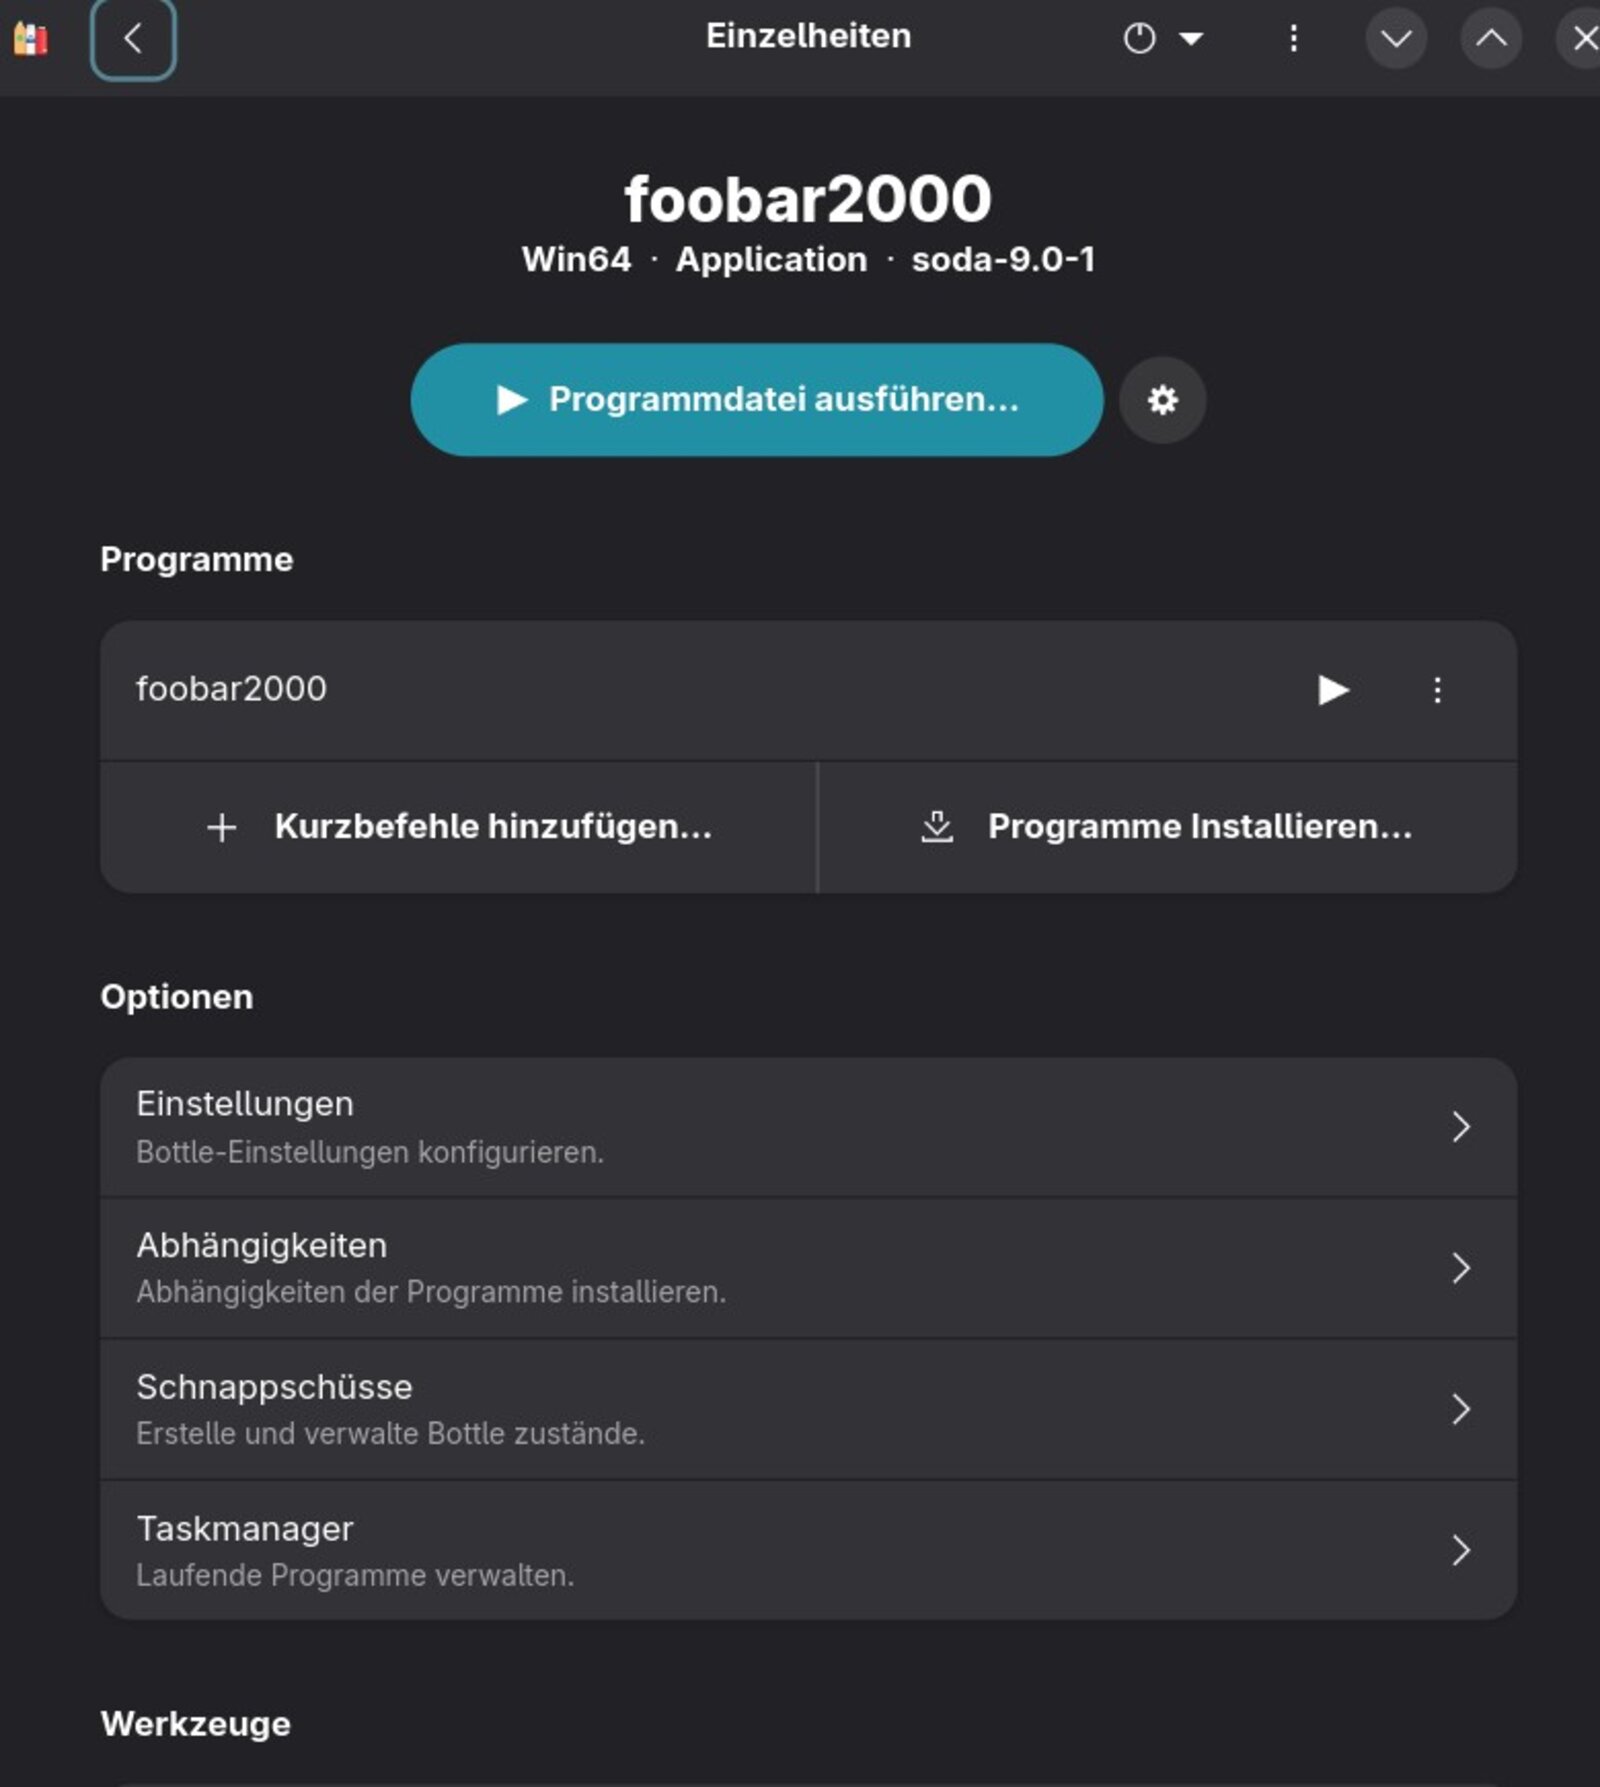 Einzelheiten
foobar2000
Win64 · Application · soda-9.0-1
Programmdatei ausführen...
Programme
foobar2000
Kurzbefehle hinzufügen...
Programme Installieren...
Optionen
Einstellungen
Bottle-Einstellungen konfigurieren.
Abhängigkeiten
Abhängigkeiten der Programme installieren.
Schnappschüsse
Erstelle und verwalte Bottle zustände.
Taskmanager
Laufende Programme verwalten.
Werkzeuge